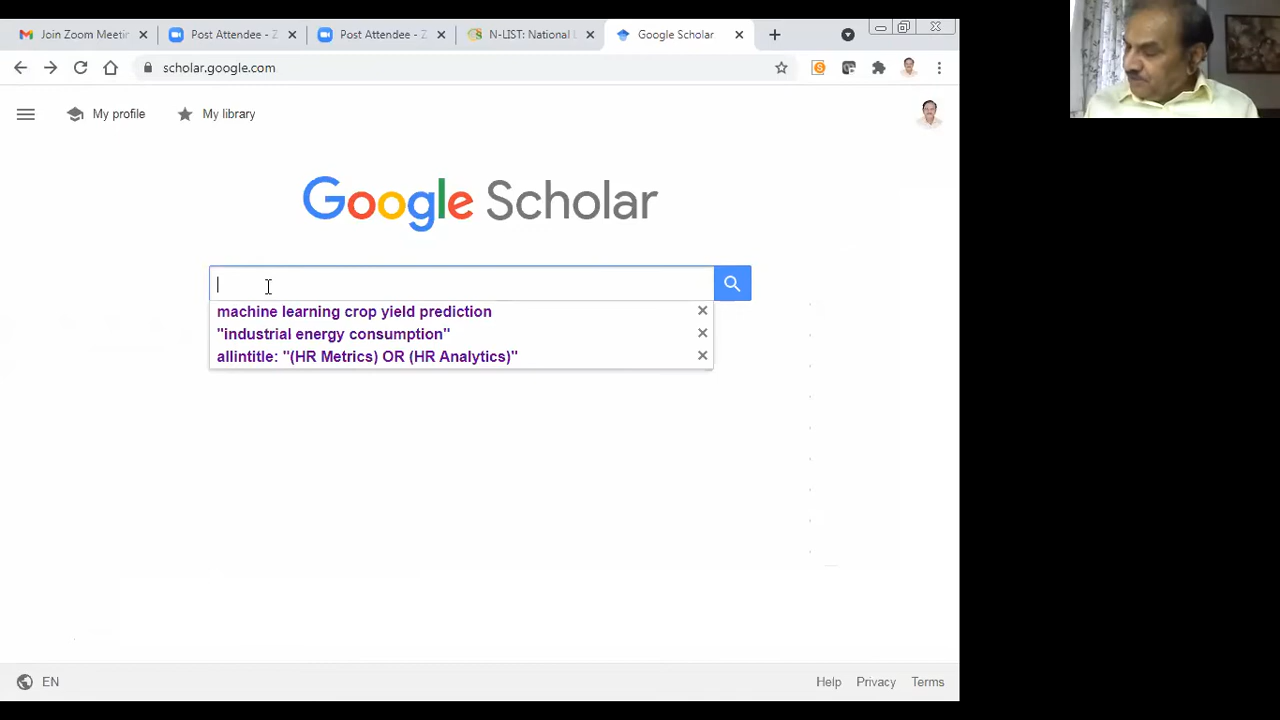 Join Zoom Meetin
Post Attendee - Z
Post Attendee - Z
N-LIST: National L
Google Scholar
scholar.google.com
My profile
My library
Google Scholar
machine learning crop yield prediction
"industrial energy consumption"
allintitle: "(HR Metrics) OR (HR Analytics)"
EN
Help
Privacy
Terms